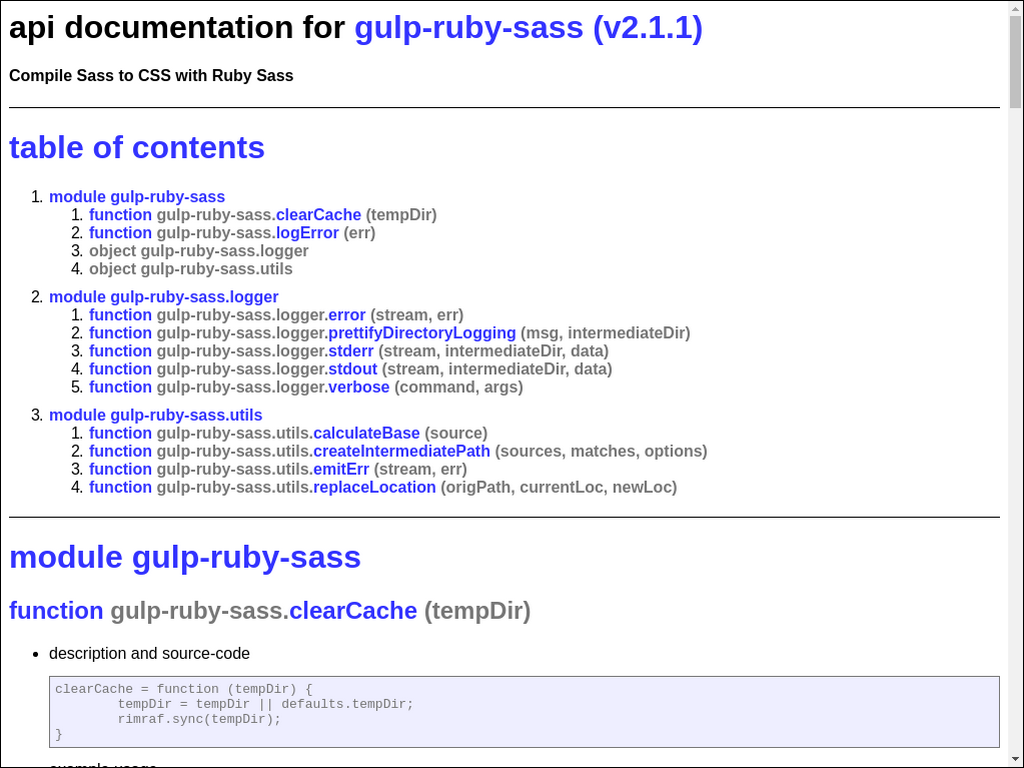 api documentation for gulp-ruby-sass (v2.1.1)
Compile Sass to CSS with Ruby Sass
table of contents
1. module gulp-ruby-sass
1. function gulp-ruby-sass.clearCache (tempDir)
2. function gulp-ruby-sass.logError (err)
3. object gulp-ruby-sass.logger
4. object gulp-ruby-sass.utils
2. module gulp-ruby-sass.logger
1. function gulp-ruby-sass.logger.error (stream, err)
2. function gulp-ruby-sass.logger.prettifyDirectoryLogging (msg, intermediateDir)
3. function gulp-ruby-sass.logger.stderr (stream, intermediateDir, data)
4. function gulp-ruby-sass.logger.stdout (stream, intermediateDir, data)
5. function gulp-ruby-sass.logger.verbose (command, args)
3. module gulp-ruby-sass.utils
1. function gulp-ruby-sass.utils.calculateBase (source)
2. function gulp-ruby-sass.utils.createIntermediatePath (sources, matches, options)
3. function gulp-ruby-sass.utils.emitErr (stream, err)
4. function gulp-ruby-sass.utils.replaceLocation (origPath, currentLoc, newLoc)
module gulp-ruby-sass
function gulp-ruby-sass.clearCache (tempDir)
• description and source-code
clearCache = function (tempDir) {
        tempDir = tempDir || defaults.tempDir;
        rimraf.sync(tempDir);
}